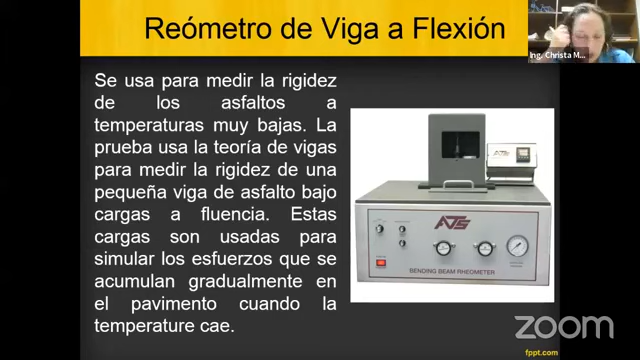 Reómetro de Viga a Flexión
Ing. Christa M...
Se usa para medir la rigidez
de los asfaltos a
temperaturas muy bajas. La
prueba usa la teoría de vigas
para medir la rigidez de una
pequeña viga de asfalto bajo
cargas a fluencia. Estas
cargas son usadas para
simular los esfuerzos que se
acumulan gradualmente en
el pavimento cuando la
temperature cae.
ATS
ATS
BENDING BEAM RHEOMETER
zoom
fppt.com